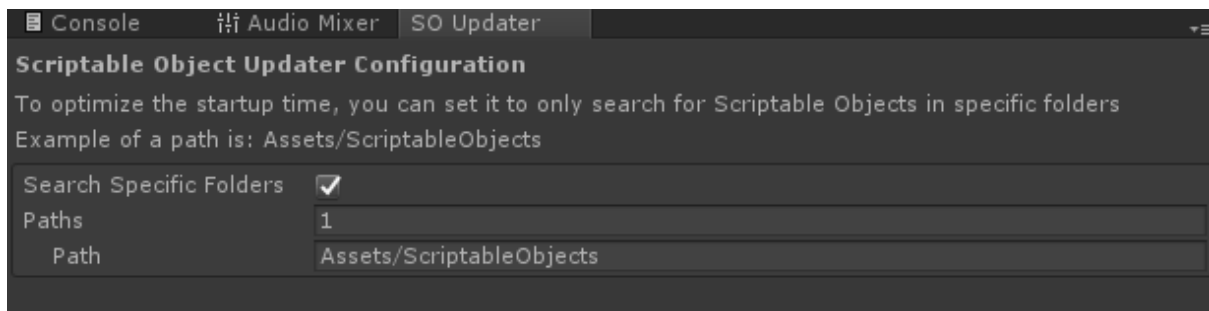 Console Audio Mixer SO Updater
Scriptable Object Updater Configuration
To optimize the startup time, you can set it to only search for Scriptable Objects in specific folders
Example of a path is: Assets/ScriptableObjects
Search Specific Folders
Paths 1
Path Assets/ScriptableObjects